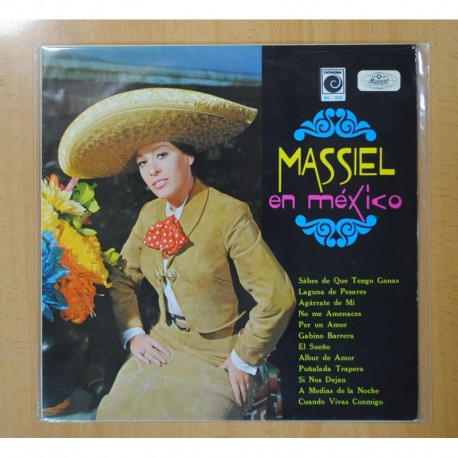 novola
MASSIEL
en méxico
Sábes de Que Tengo Ganas
Laguna de Pesares
Agárrate de Mi
No me Amenaces
Por un Amor
Gabino Barrera
El Sueño
Albur de Amor
Puñalada Trapera
Si Nos Dejan
A Medias de la Noche
Cuando Vivas Conmigo